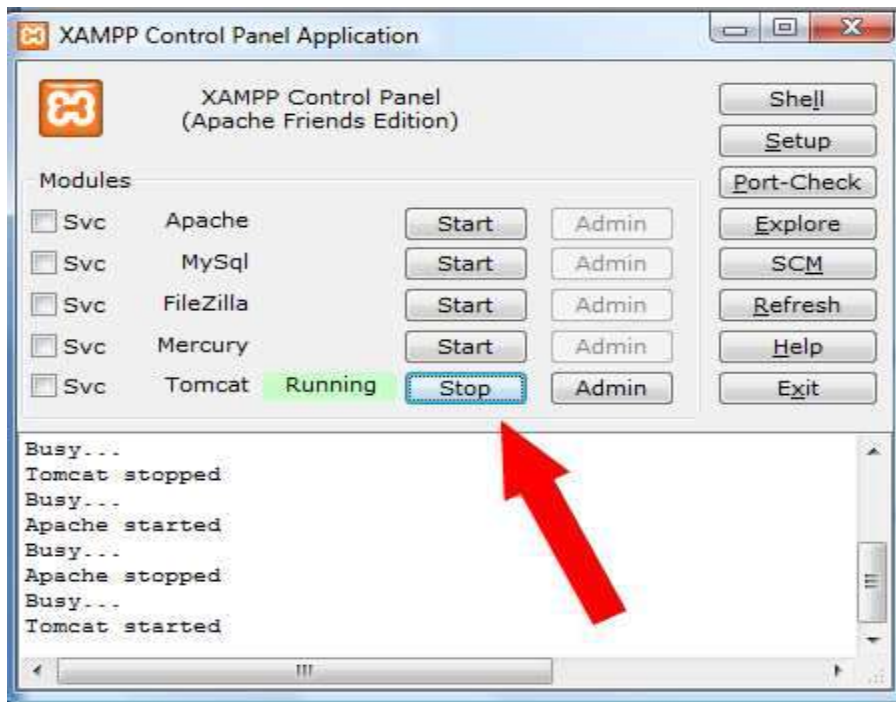 XAMPP Control Panel Application
XAMPP Control Panel
(Apache Friends Edition)
Shell
Setup
Modules
Port-Check
Svc Apache Start Admin Explore
Svc MySql Start Admin SCM
Svc FileZilla Start Admin Refresh
Svc Mercury Start Admin Help
Svc Tomcat Running Stop Admin Exit
Busy...
Tomcat stopped
Busy...
Apache started
Busy...
Apache stopped
Busy...
Tomcat started